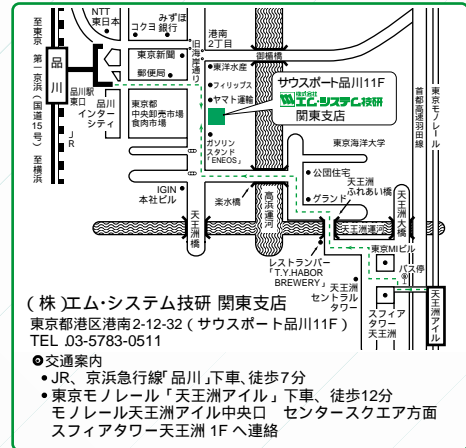 NTT
東日本
コクヨ
みずほ
銀行
港南
2丁目
旧海岸通り
御楯橋
東京新聞
郵便局
東洋水産
フィリップス
ヤマト運輸
サウスポート品川11F
株式会社
エム・システム技研
関東支店
至東京
第一京浜(国道15号)
至横浜
品川
JR
品川駅
東口
品川
インター
シティ
東京都
中央卸売市場
食肉市場
ガソリン
スタンド
「ENEOS」
東京海洋大学
首都高速羽田線
東京モノレール
IGIN
本社ビル
楽水橋
高浜運河
公団住宅
グランド
天王洲
ふれあい橋
天王洲大橋
天王洲橋
天王洲運河
レストランバー
「T.Y.HABOR
BREWERY」
東京MIビル
バス停
天王洲
セントラル
タワー
スフィア
タワー
天王洲
天王洲アイル
(株)エム・システム技研 関東支店
東京都港区港南2-12-32(サウスポート品川11F)
TEL .03-5783-0511
交通案内
• JR、京浜急行線「品川」下車、徒歩7分
• 東京モノレール「天王洲アイル」下車、徒歩12分
モノレール天王洲アイル中央口 センタースクエア方面
スフィアタワー天王洲 1F へ連絡